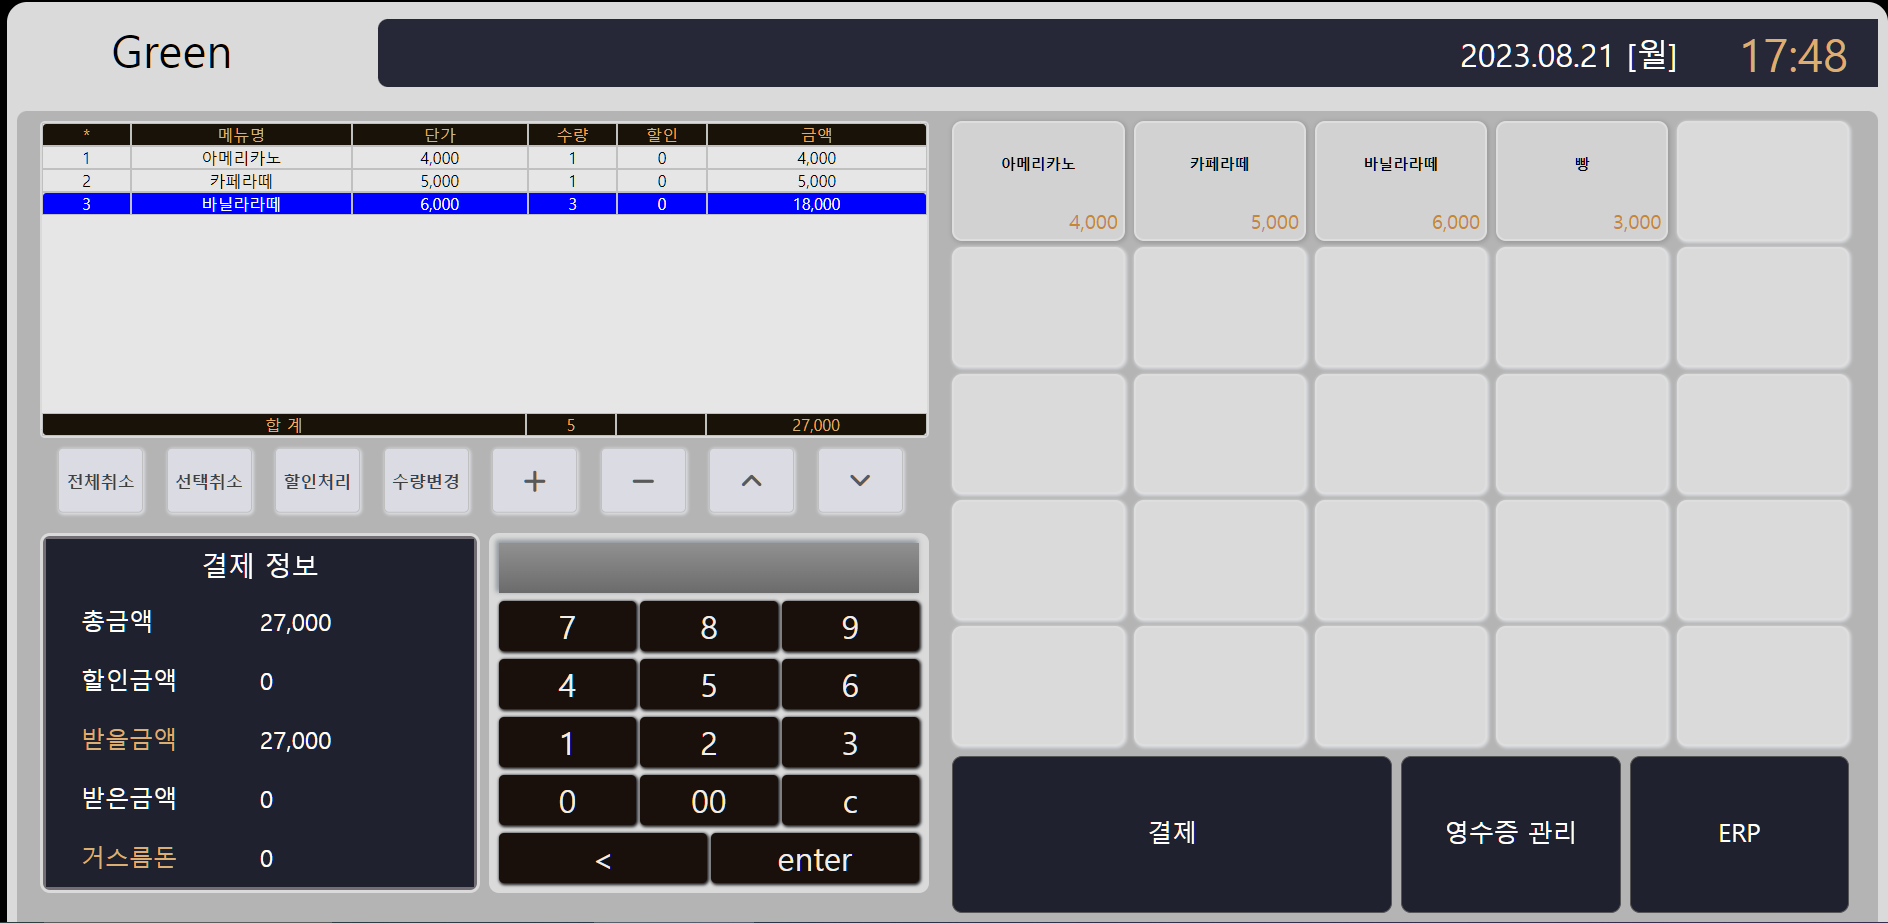 Green
2023.08.21 [월] 17:48
* 메뉴명 단가 수량 할인 금액
1 아메리카노 4,000 1 0 4,000
2 카페라떼 5,000 1 0 5,000
3 바닐라라떼 6,000 3 0 18,000
합 계 5 27,000
전체취소 선택취소 할인처리 수량변경 + −
결제 정보
총금액 27,000
할인금액 0
받을금액 27,000
받은금액 0
거스름돈 0
7 8 9
4 5 6
1 2 3
0 00 c
< enter
아메리카노 카페라떼 바닐라라떼 빵
4,000 5,000 6,000 3,000
결제 영수증 관리 ERP